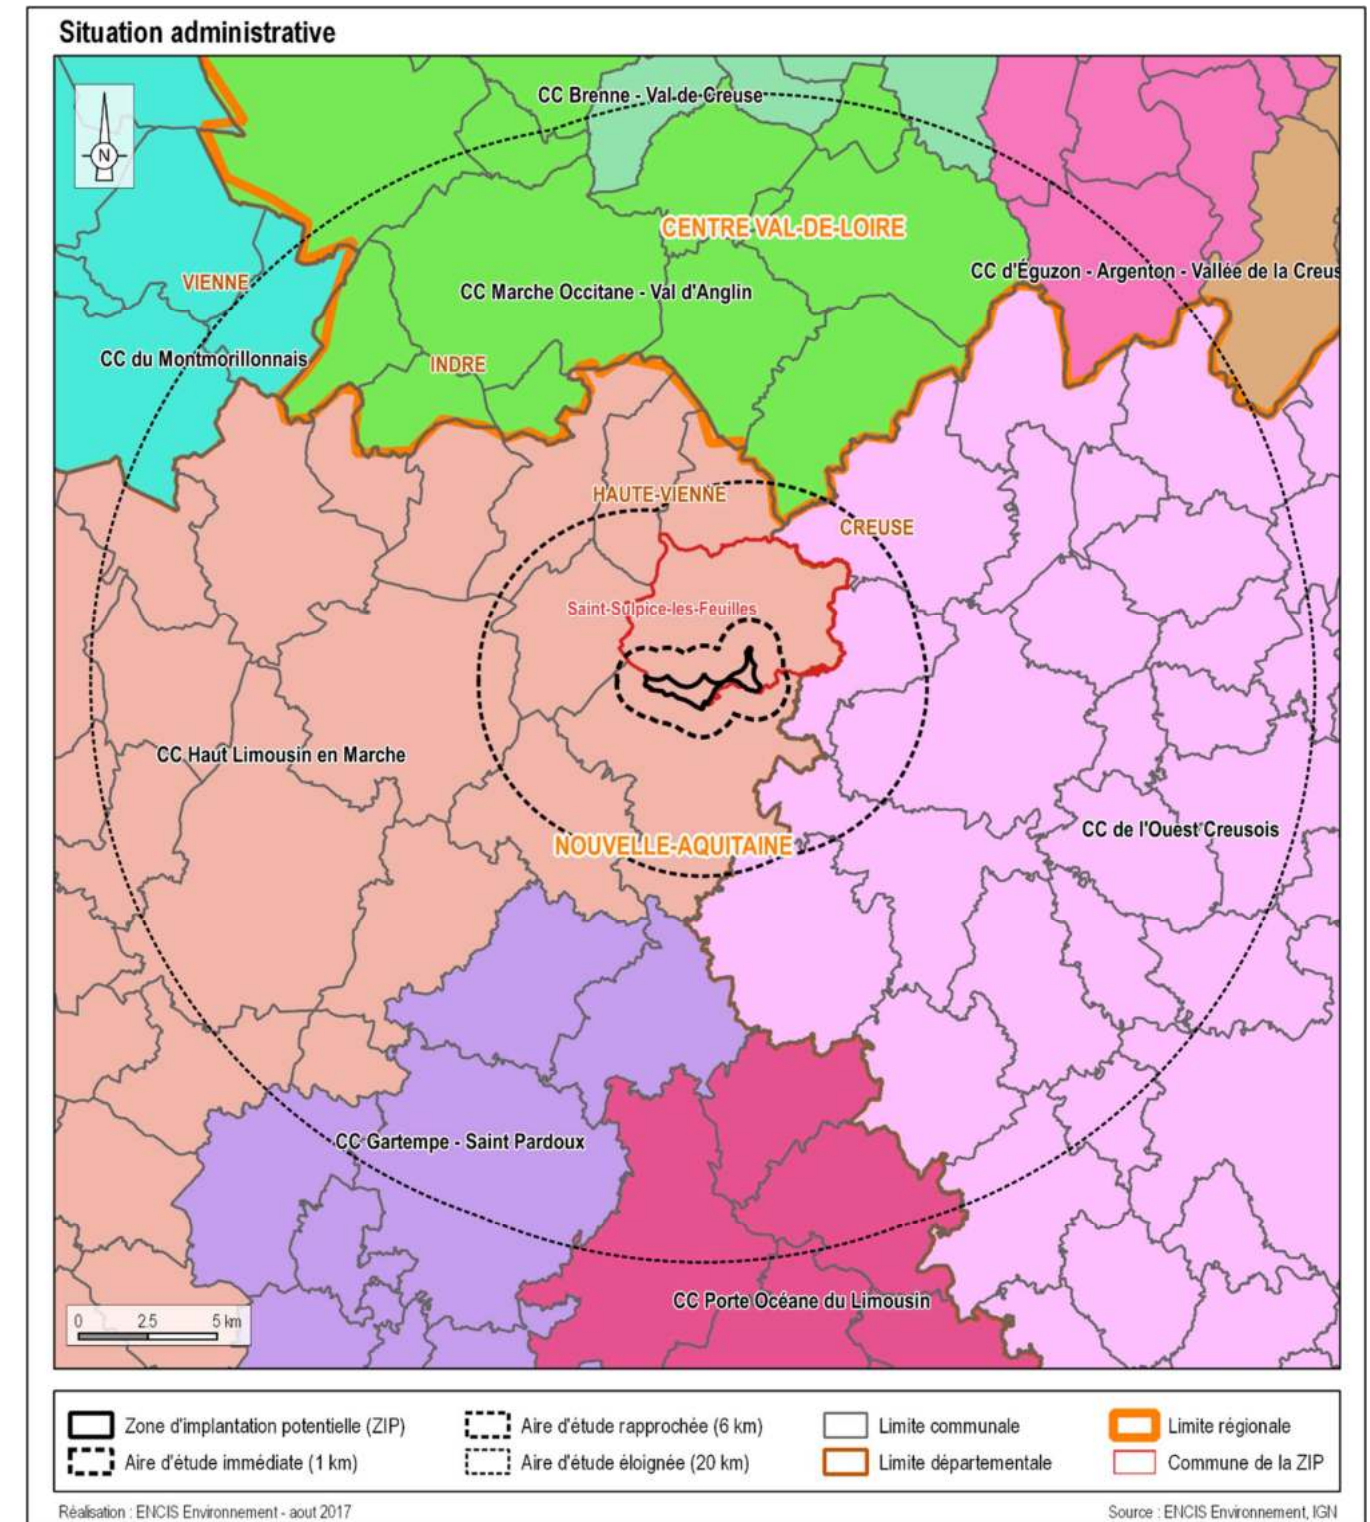 Situation administrative
N
CC Brenne - Val de Creuse
CENTRE VAL-DE-LOIRE
CC d'Éguzon - Argenton - Vallée de la Creus
VIENNE
CC Marche Occitane - Val d'Anglin
CC du Montmorillonnais
INDRE
HAUTE-VIENNE
CREUSE
Saint-Sulpice-les-Feuilles
CC Haut Limousin en Marche
CC de l'Ouest Creusois
NOUVELLE-AQUITAINE
CC Gartempe - Saint Pardoux
CC Porte Océane du Limousin
0 2.5 5 km
Zone d'implantation potentielle (ZIP)
Aire d'étude immédiate (1 km)
Aire d'étude rapprochée (6 km)
Aire d'étude éloignée (20 km)
Limite communale
Limite départementale
Limite régionale
Commune de la ZIP
Réalisation : ENCIS Environnement - aout 2017
Source : ENCIS Environnement, IGN